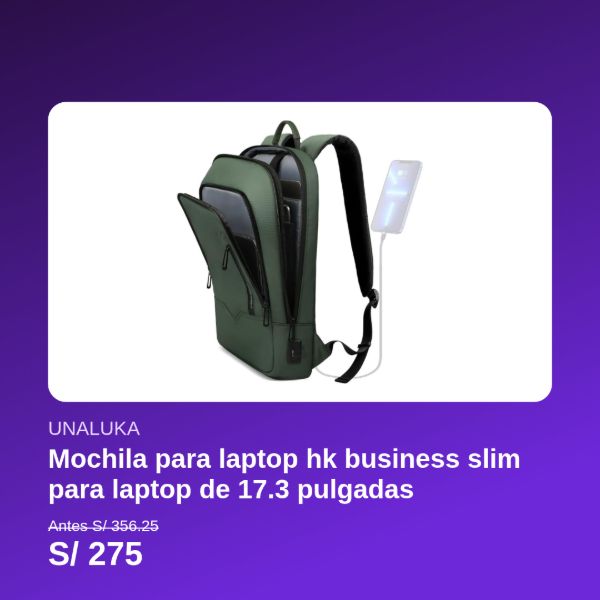 UNALUKA
Mochila para laptop hk business slim
para laptop de 17.3 pulgadas
Antes S/ 356.25
S/ 275